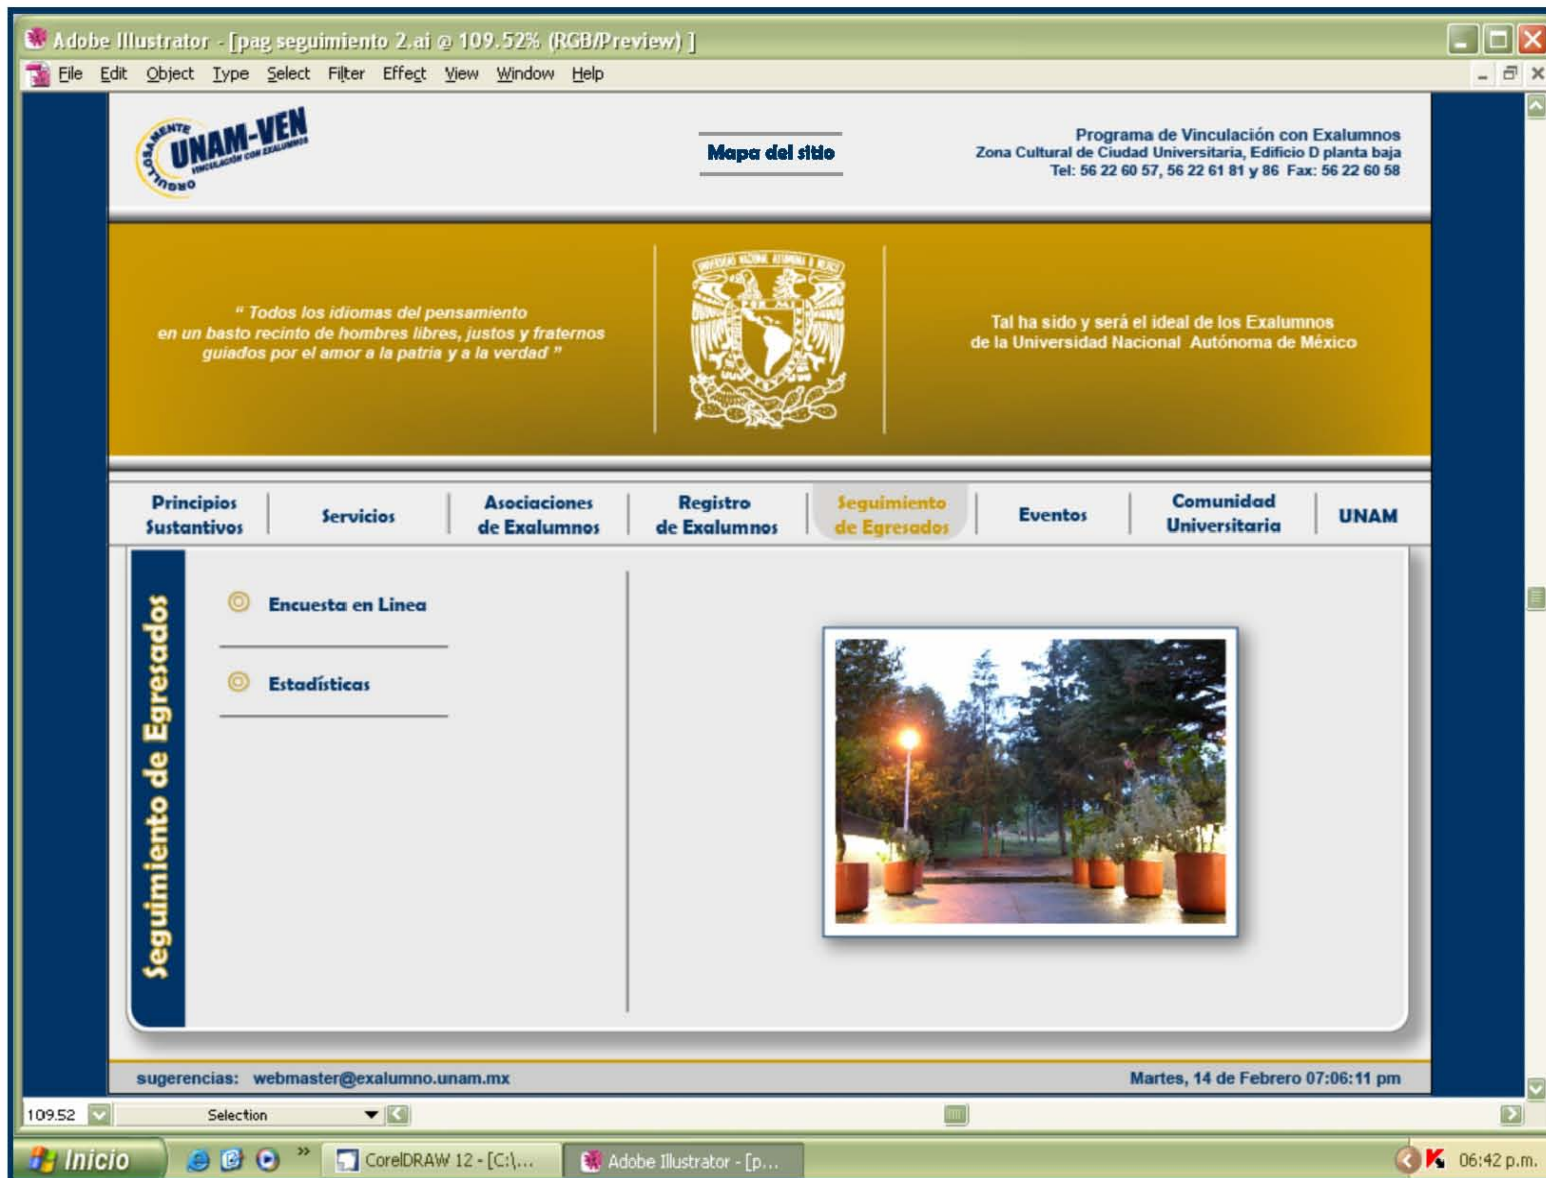 Adobe Illustrator - [pag seguimiento 2.ai @ 109.52% (RGB/Preview) ]
File Edit Object Type Select Filter Effect View Window Help
ORGULLOSAMENTE
UNAM-VEN
VINCULACIÓN CON EXALUMNOS
Mapa del sitio
Programa de Vinculación con Exalumnos
Zona Cultural de Ciudad Universitaria, Edificio D planta baja
Tel: 56 22 60 57, 56 22 61 81 y 86 Fax: 56 22 60 58
“ Todos los idiomas del pensamiento
en un basto recinto de hombres libres, justos y fraternos
guiados por el amor a la patria y a la verdad ”
Tal ha sido y será el ideal de los Exalumnos
de la Universidad Nacional Autónoma de México
Principios
Sustantivos
Servicios
Asociaciones
de Exalumnos
Registro
de Exalumnos
Seguimiento
de Egresados
Eventos
Comunidad
Universitaria
UNAM
Seguimiento de Egresados
Encuesta en Linea
Estadísticas
sugerencias: webmaster@exalumno.unam.mx
Martes, 14 de Febrero 07:06:11 pm
109.52 Selection
Inicio
CorelDRAW 12 - [C:\...
Adobe Illustrator - [p...
06:42 p.m.